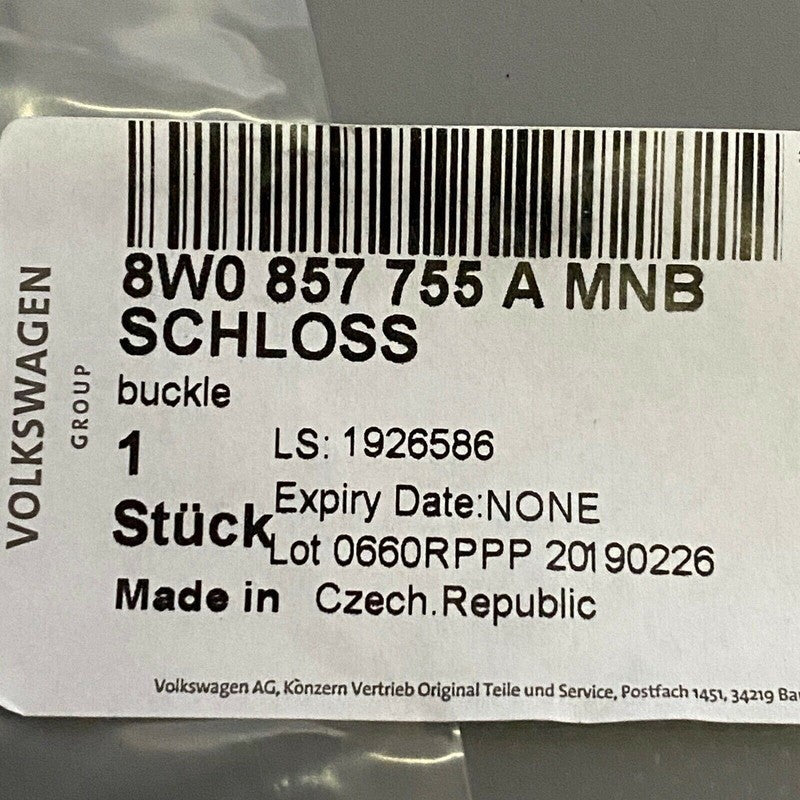 VOLKSWAGEN
GROUP
8W0 857 755 A MNB
SCHLOSS
buckle
1
LS: 1926586
Expiry Date:NONE
Stück
Lot 0660RPPP 20190226
Made in Czech.Republic
Volkswagen AG, Konzern Vertrieb Original Teile und Service, Postfach 1451, 34219 Ba